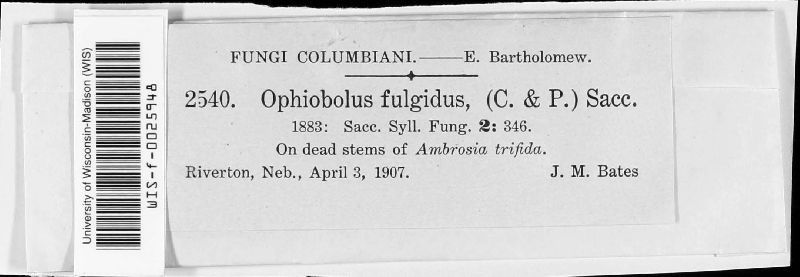 University of Wisconsin-Madison (WIS)
WIS-f-0025948
FUNGI COLUMBIANI.——E. Bartholomew.
2540. Ophiobolus fulgidus, (C. & P.) Sacc.
1883: Sacc. Syll. Fung. 2: 346.
On dead stems of Ambrosia trifida.
Riverton, Neb., April 3, 1907. J. M. Bates